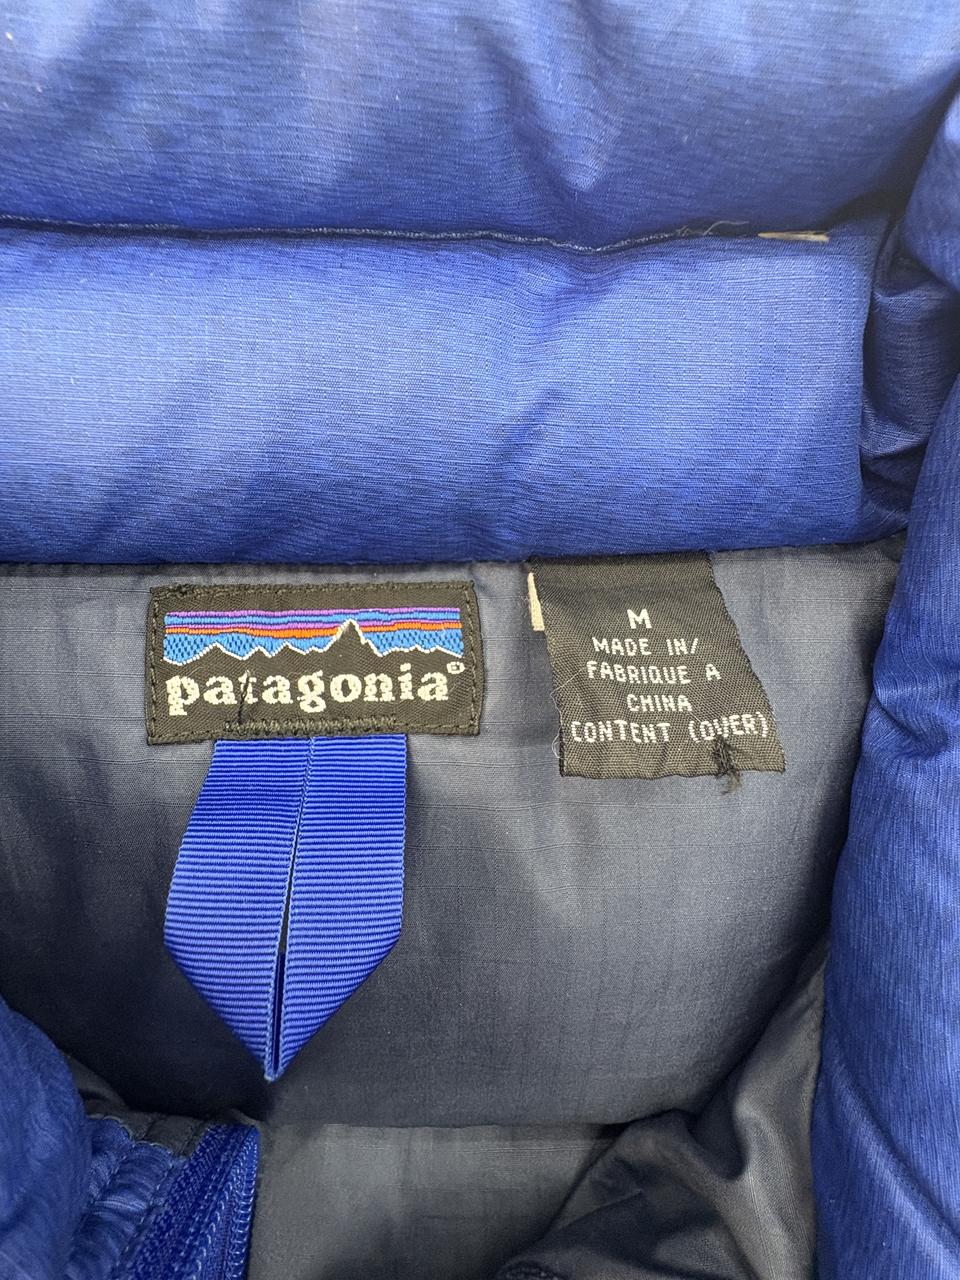 patagonia®
M
MADE IN/
FABRIQUE A
CHINA
CONTENT (OVER)